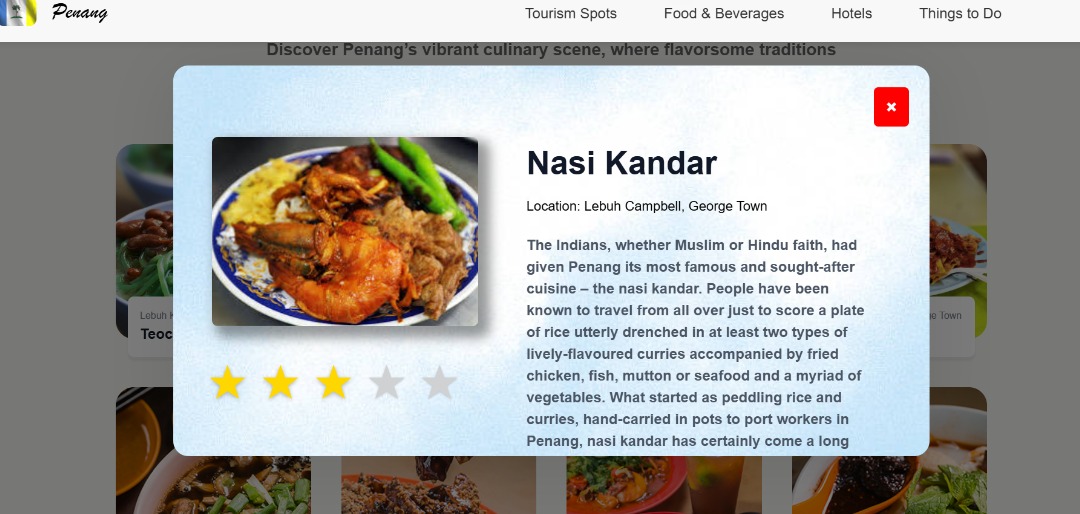 Penang
Tourism Spots
Food & Beverages
Hotels
Things to Do
Discover Penang's vibrant culinary scene, where flavorsome traditions
✖
Nasi Kandar
Location: Lebuh Campbell, George Town
The Indians, whether Muslim or Hindu faith, had
given Penang its most famous and sought-after
cuisine – the nasi kandar. People have been
known to travel from all over just to score a plate
of rice utterly drenched in at least two types of
lively-flavoured curries accompanied by fried
chicken, fish, mutton or seafood and a myriad of
vegetables. What started as peddling rice and
curries, hand-carried in pots to port workers in
Penang, nasi kandar has certainly come a long
Lebuh
Teoc
Town